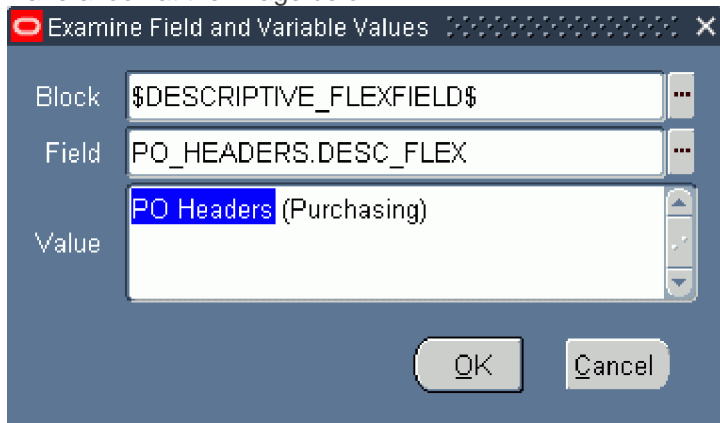 Examine Field and Variable Values
Block $DESCRIPTIVE_FLEXFIELD$
Field PO_HEADERS.DESC_FLEX
Value PO Headers (Purchasing)
OK Cancel